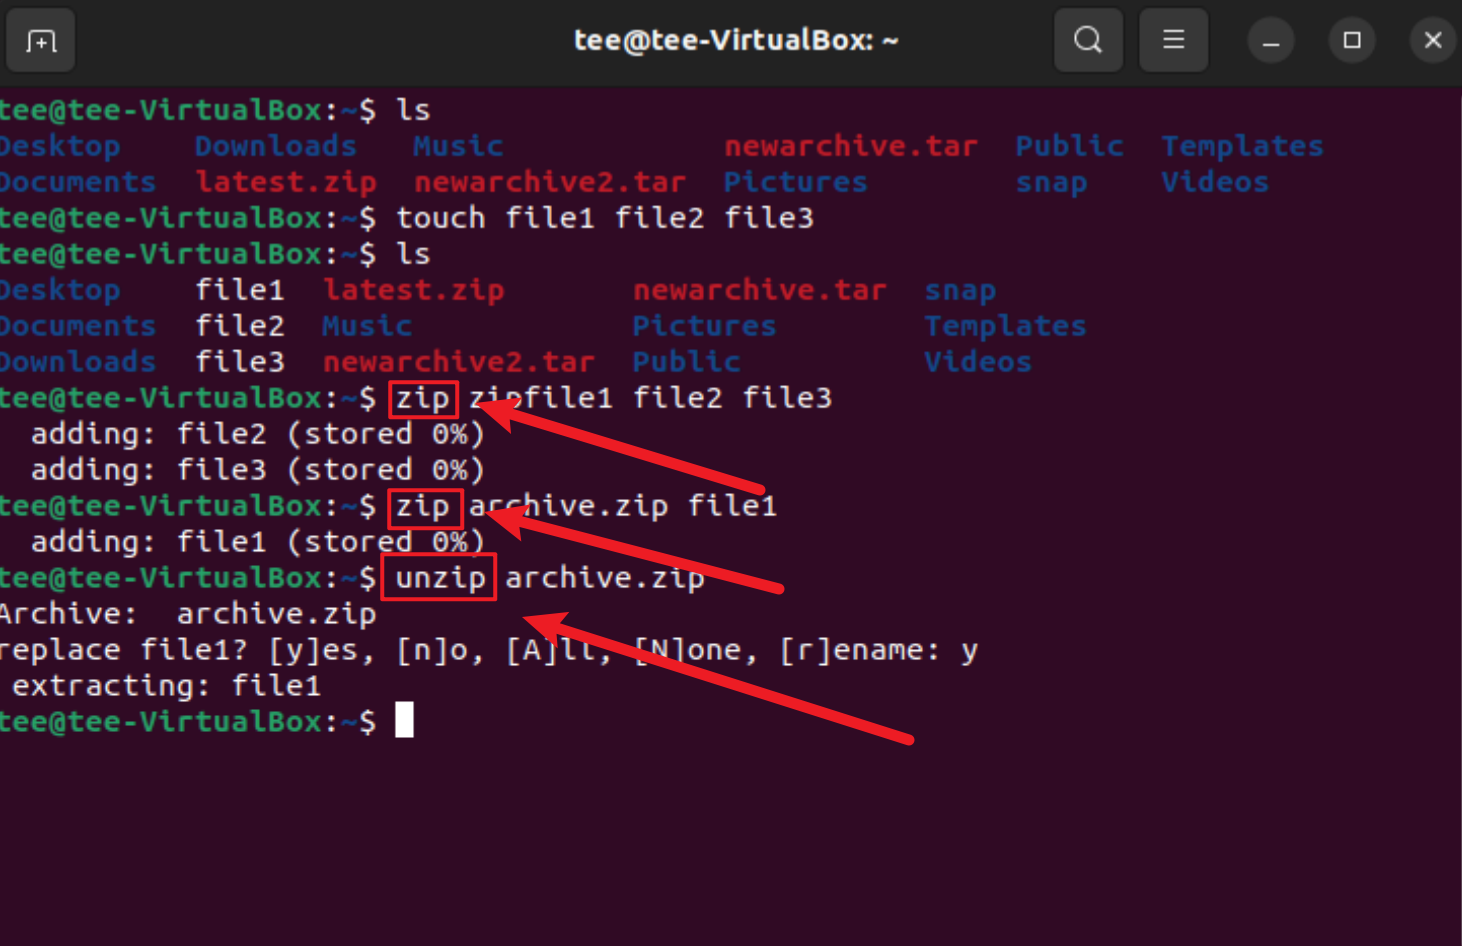 tee@tee-VirtualBox: ~
tee@tee-VirtualBox:~$ ls
Desktop Downloads Music newarchive.tar Public Templates
Documents latest.zip newarchive2.tar Pictures snap Videos
tee@tee-VirtualBox:~$ touch file1 file2 file3
tee@tee-VirtualBox:~$ ls
Desktop file1 latest.zip newarchive.tar snap
Documents file2 Music Pictures Templates
Downloads file3 newarchive2.tar Public Videos
tee@tee-VirtualBox:~$ zip zipfile1 file2 file3
adding: file2 (stored 0%)
adding: file3 (stored 0%)
tee@tee-VirtualBox:~$ zip archive.zip file1
adding: file1 (stored 0%)
tee@tee-VirtualBox:~$ unzip archive.zip
Archive: archive.zip
replace file1? [y]es, [n]o, [A]ll, [N]one, [r]ename: y
extracting: file1
tee@tee-VirtualBox:~$